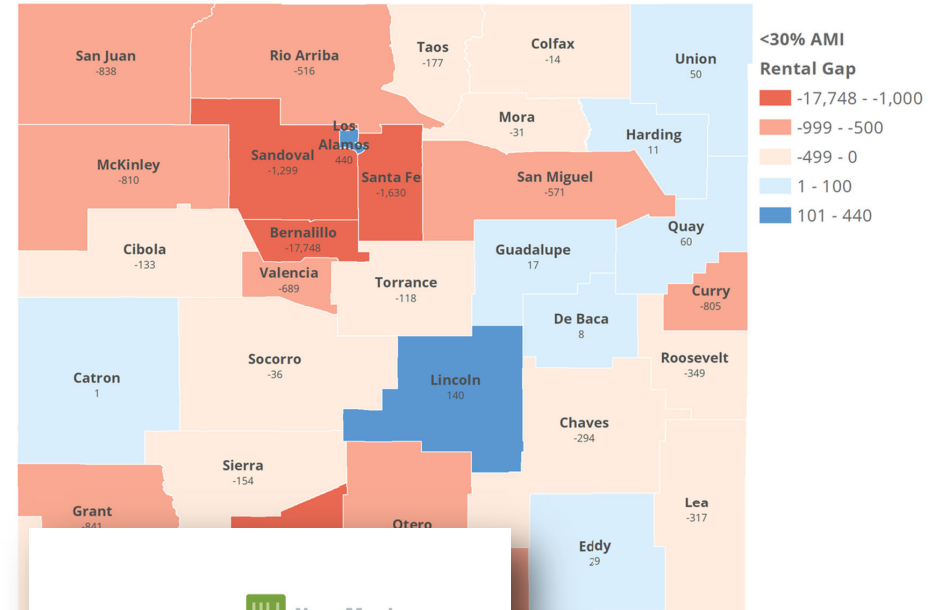 San Juan
-838
Rio Arriba
-516
Taos
-177
Colfax
-14
Union
50
<30% AMI
Rental Gap
-17,748 - -1,000
-999 - -500
-499 - 0
1 - 100
101 - 440
Mora
-31
Harding
11
Los
Alamos
440
Sandoval
-1,299
Santa Fe
-1,630
McKinley
-810
San Miguel
-571
Quay
60
Bernalillo
-17,748
Cibola
-133
Guadalupe
17
Valencia
-689
Torrance
-118
Curry
-805
De Baca
8
Socorro
-36
Roosevelt
-349
Catron
1
Lincoln
140
Chaves
-294
Sierra
-154
Lea
-317
Grant
-841
Otero
Eddy
29